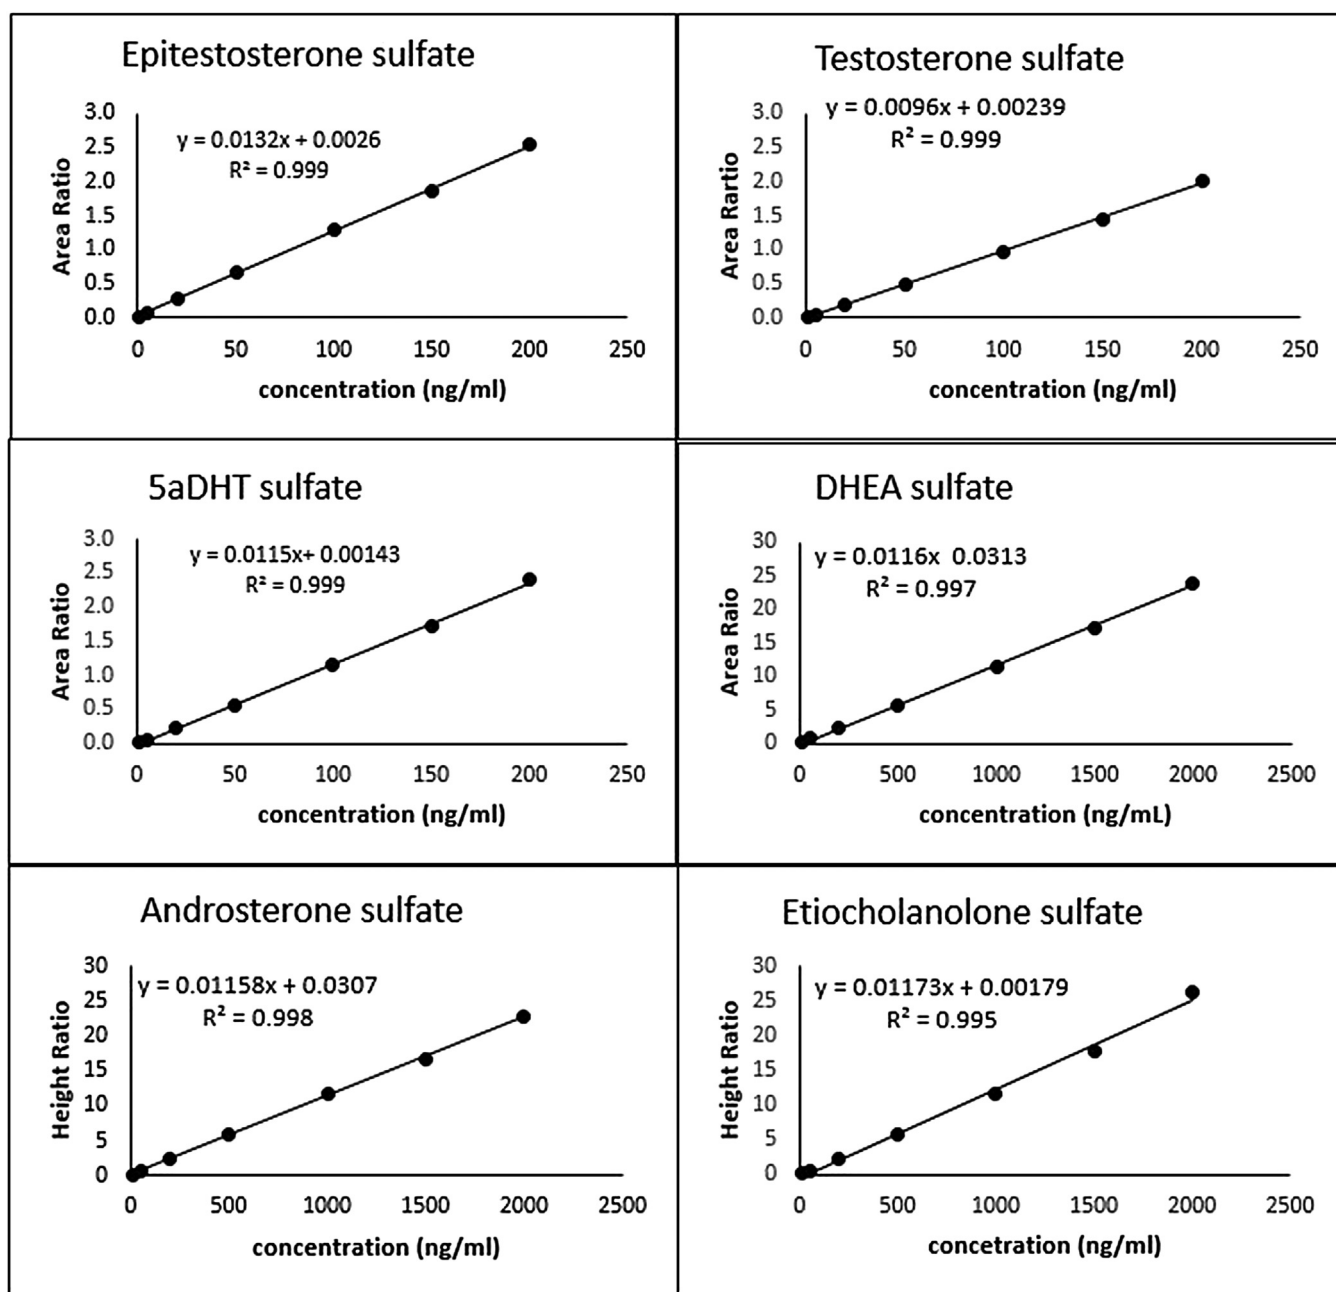 Epitestosterone sulfate
y = 0.0132x + 0.0026
R² = 0.999
Area Ratio
3.0
2.5
2.0
1.5
1.0
0.5
0.0
0 50 100 150 200 250
concentration (ng/ml)
Testosterone sulfate
y = 0.0096x + 0.00239
R² = 0.999
Area Rartio
3.0
2.0
1.5
1.0
0.5
0.0
0 50 100 150 200 250
concentration (ng/ml)
5aDHT sulfate
y = 0.0115x+ 0.00143
R² = 0.999
Area Ratio
3.0
2.5
2.0
1.5
1.0
0.5
0.0
0 50 100 150 200 250
concentration (ng/ml)
DHEA sulfate
y = 0.0116x 0.0313
R² = 0.997
Area Raio
30
25
20
15
10
5
0
0 500 1000 1500 2000 2500
concentration (ng/mL)
Androsterone sulfate
y = 0.01158x + 0.0307
R² = 0.998
Height Ratio
30
25
20
15
10
5
0
0 500 1000 1500 2000 2500
concentration (ng/ml)
Etiocholanolone sulfate
y = 0.01173x + 0.00179
R² = 0.995
Height Ratio
30
25
20
15
10
5
0
0 500 1000 1500 2000 2500
concetration (ng/ml)